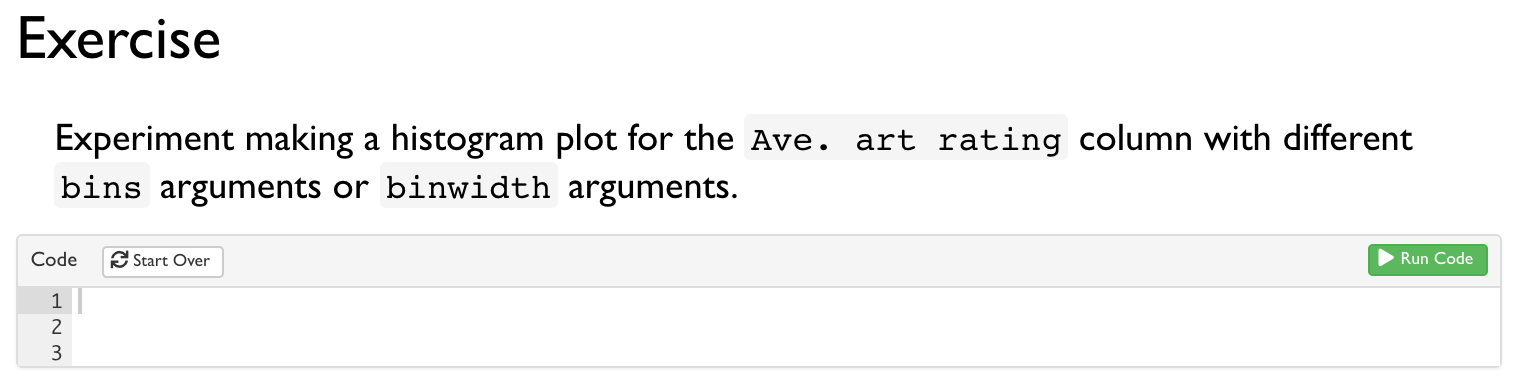 Exercise
Experiment making a histogram plot for the Ave. art rating column with different
bins arguments or binwidth arguments.
Code Start Over Run Code
1
2
3